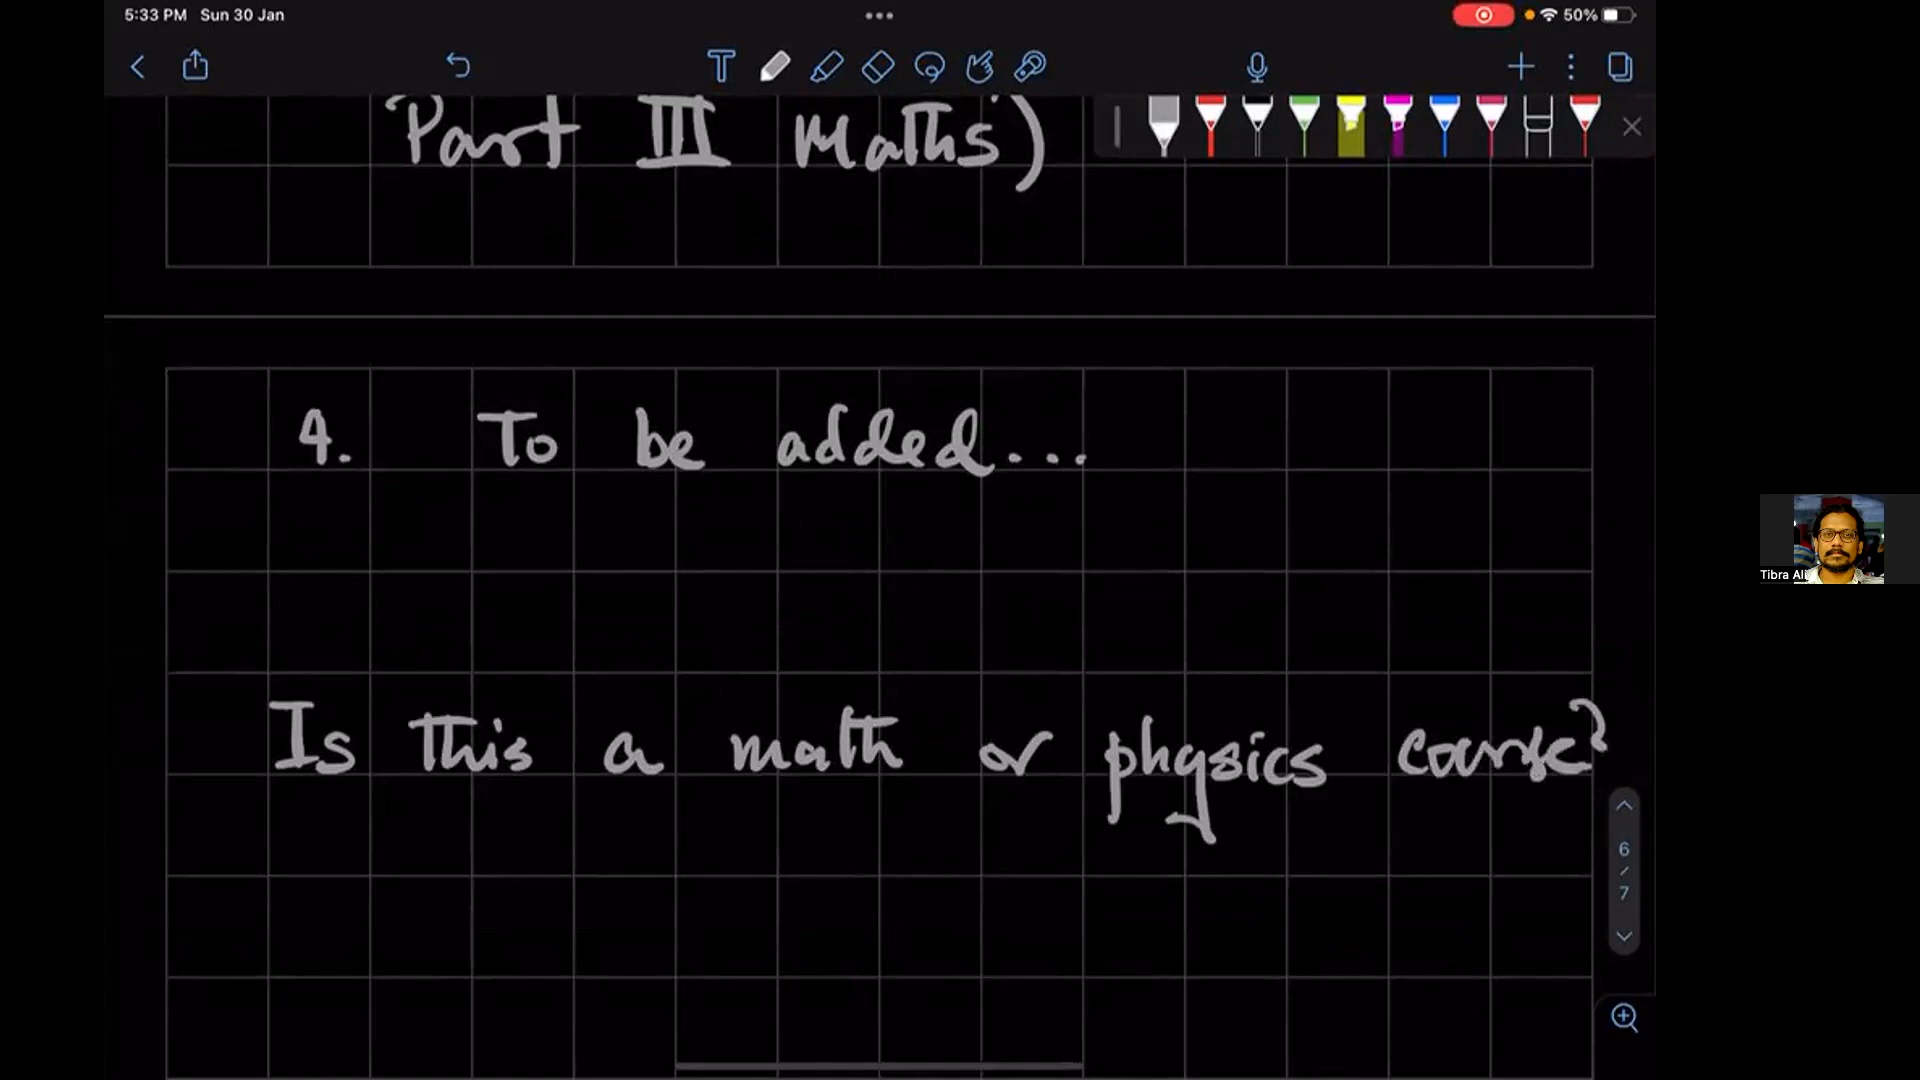 5:33 PM Sun 30 Jan
50%
Part III Maths)
4. To be added...
Is this a math or physics course?
6
/
7
Tibra Ali